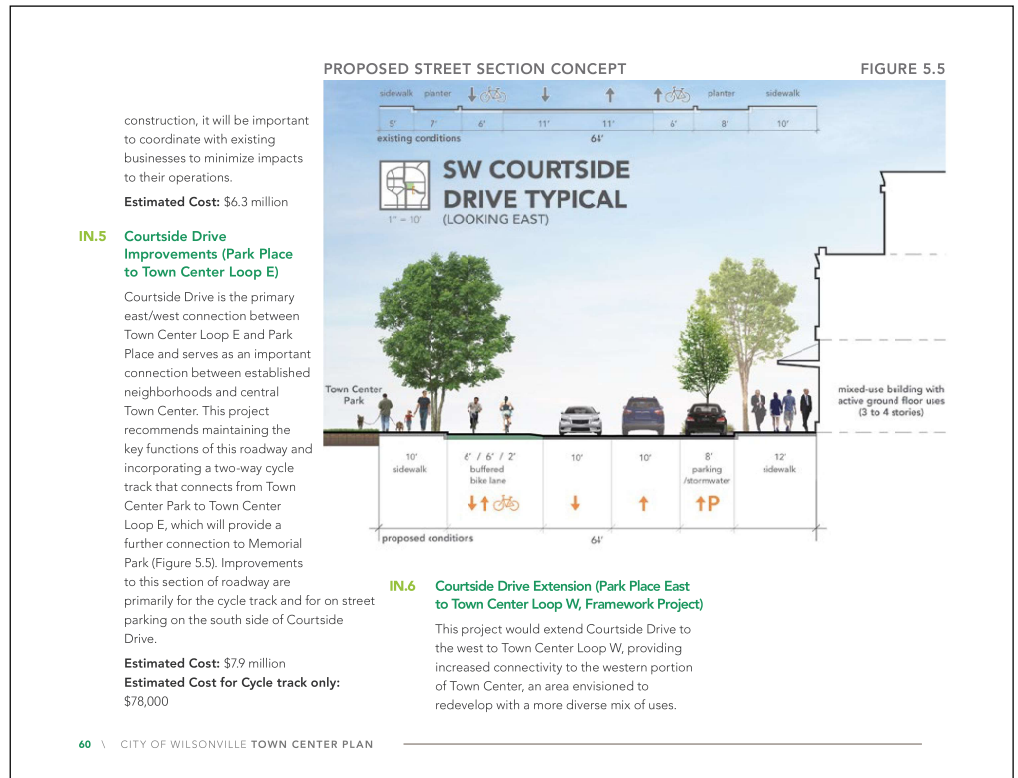 PROPOSED STREET SECTION CONCEPT
FIGURE 5.5
sidewalk planter planter sidewalk
5' 7' 6' 11' 11' 6' 8' 10'
existing conditions 64'
SW COURTSIDE
DRIVE TYPICAL
(LOOKING EAST)
1" = 10'
Town Center
Park
mixed-use building with
active ground floor uses
(3 to 4 stories)
10' 6' / 6' / 2' 10' 10' 8' 12'
sidewalk buffered parking sidewalk
bike lane /stormwater
P
proposed conditions 64'
construction, it will be important
to coordinate with existing
businesses to minimize impacts
to their operations.
Estimated Cost: $6.3 million
IN.5 Courtside Drive
Improvements (Park Place
to Town Center Loop E)
Courtside Drive is the primary
east/west connection between
Town Center Loop E and Park
Place and serves as an important
connection between established
neighborhoods and central
Town Center. This project
recommends maintaining the
key functions of this roadway and
incorporating a two-way cycle
track that connects from Town
Center Park to Town Center
Loop E, which will provide a
further connection to Memorial
Park (Figure 5.5). Improvements
to this section of roadway are
primarily for the cycle track and for on street
parking on the south side of Courtside
Drive.
Estimated Cost: $7.9 million
Estimated Cost for Cycle track only:
$78,000
IN.6 Courtside Drive Extension (Park Place East
to Town Center Loop W, Framework Project)
This project would extend Courtside Drive to
the west to Town Center Loop W, providing
increased connectivity to the western portion
of Town Center, an area envisioned to
redevelop with a more diverse mix of uses.
60 \ CITY OF WILSONVILLE TOWN CENTER PLAN